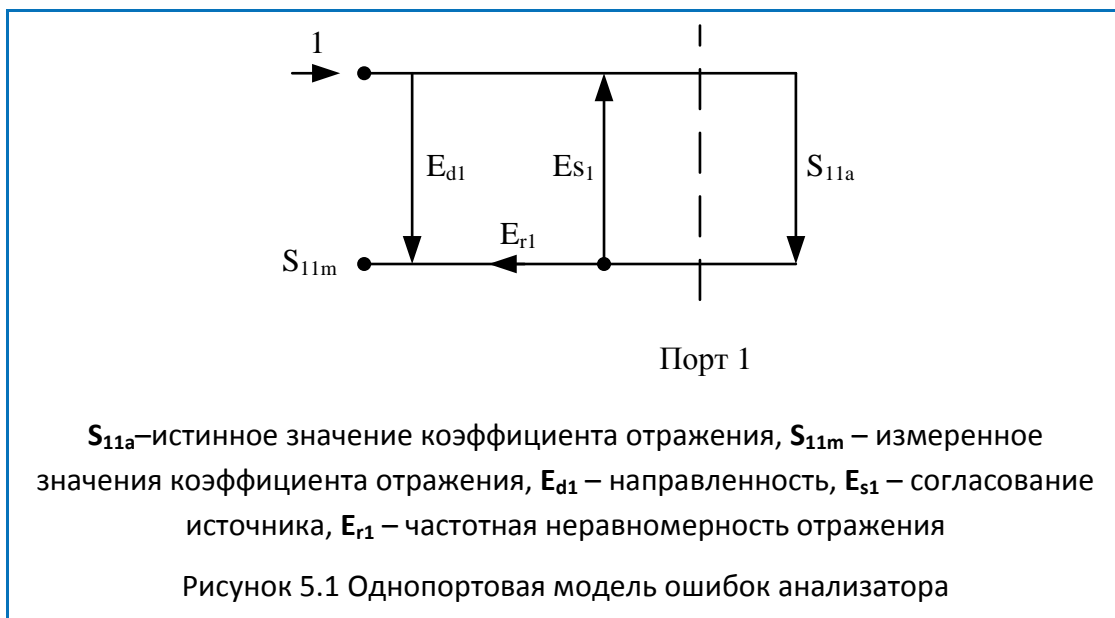 1
E_d1 Es_1 S_11a
E_r1
S_11m
Порт 1
S_11a–истинное значение коэффициента отражения, S_11m – измеренное
значения коэффициента отражения, E_d1 – направленность, E_s1 – согласование
источника, E_r1 – частотная неравномерность отражения
Рисунок 5.1 Однопортовая модель ошибок анализатора